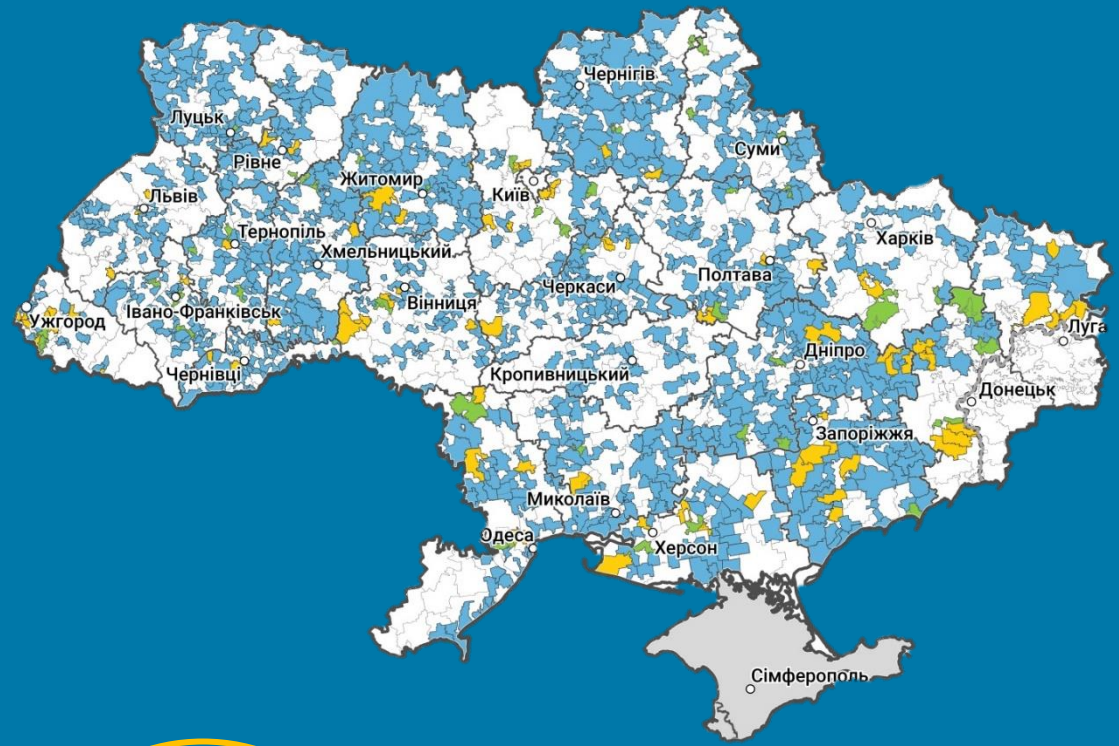 Чернігів
Луцьк
Рівне
Суми
Житомир
Київ
Львів
Тернопіль
Харків
Хмельницький
Полтава
Черкаси
Вінниця
Івано-Франківськ
Ужгород
Луга
Дніпро
Чернівці
Кропивницький
Донецьк
Запоріжжя
Миколаїв
Одеса
Херсон
Сімферополь